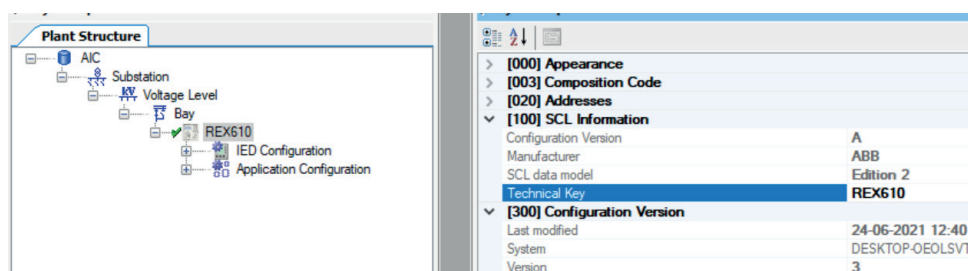 Plant Structure
AIC
Substation
Voltage Level
Bay
REX610
IED Configuration
Application Configuration
[000] Appearance
[003] Composition Code
[020] Addresses
[100] SCL Information
Configuration Version A
Manufacturer ABB
SCL data model Edition 2
Technical Key REX610
[300] Configuration Version
Last modified 24-06-2021 12:40
System DESKTOP-OEOLSVT
Version 3